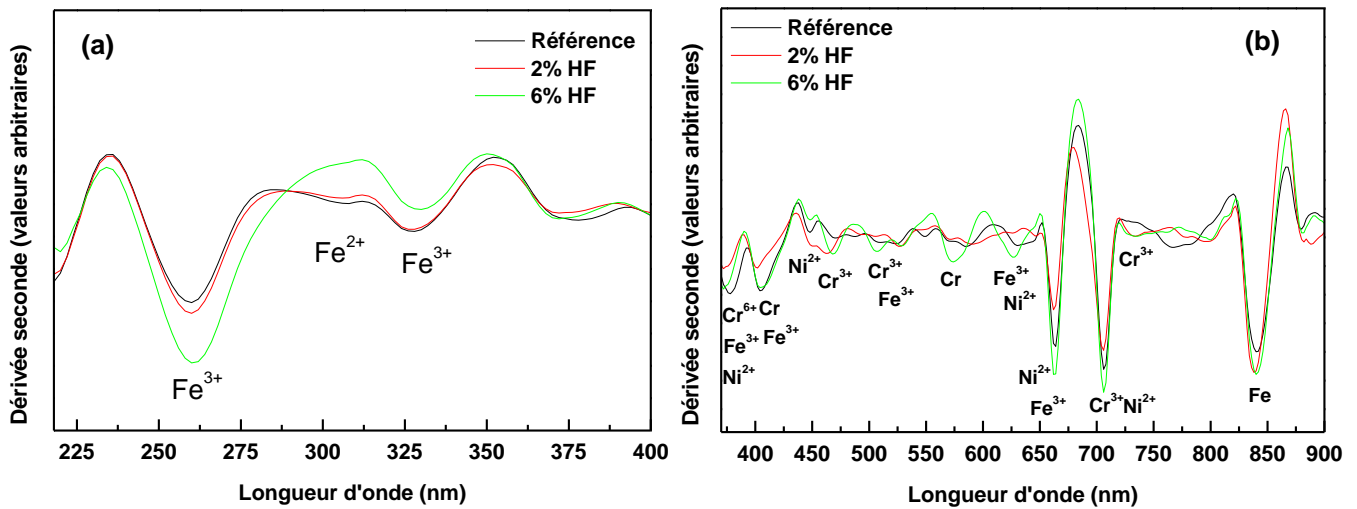 (a)
Référence
2% HF
6% HF
Dérivée seconde (valeurs arbitraires)
Fe²⁺
Fe³⁺
Fe³⁺
225 250 275 300 325 350 375 400
Longueur d'onde (nm)
(b)
Référence
2% HF
6% HF
Dérivée seconde (valeurs arbitraires)
Ni²⁺
Cr³⁺
Cr³⁺
Fe³⁺
Cr
Fe³⁺
Ni²⁺
Cr³⁺
Cr⁶⁺ Cr
Fe³⁺ Fe³⁺
Ni²⁺
Ni²⁺
Fe³⁺
Cr³⁺Ni²⁺
Fe
400 450 500 550 600 650 700 750 800 850 900
Longueur d'onde (nm)